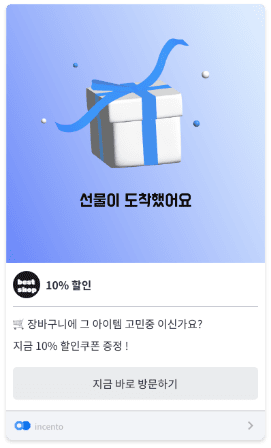 선물이 도착했어요
best
shop
10% 할인
🛒 장바구니에 그 아이템 고민중 이신가요?
지금 10% 할인쿠폰 증정 !
지금 바로 방문하기
incento